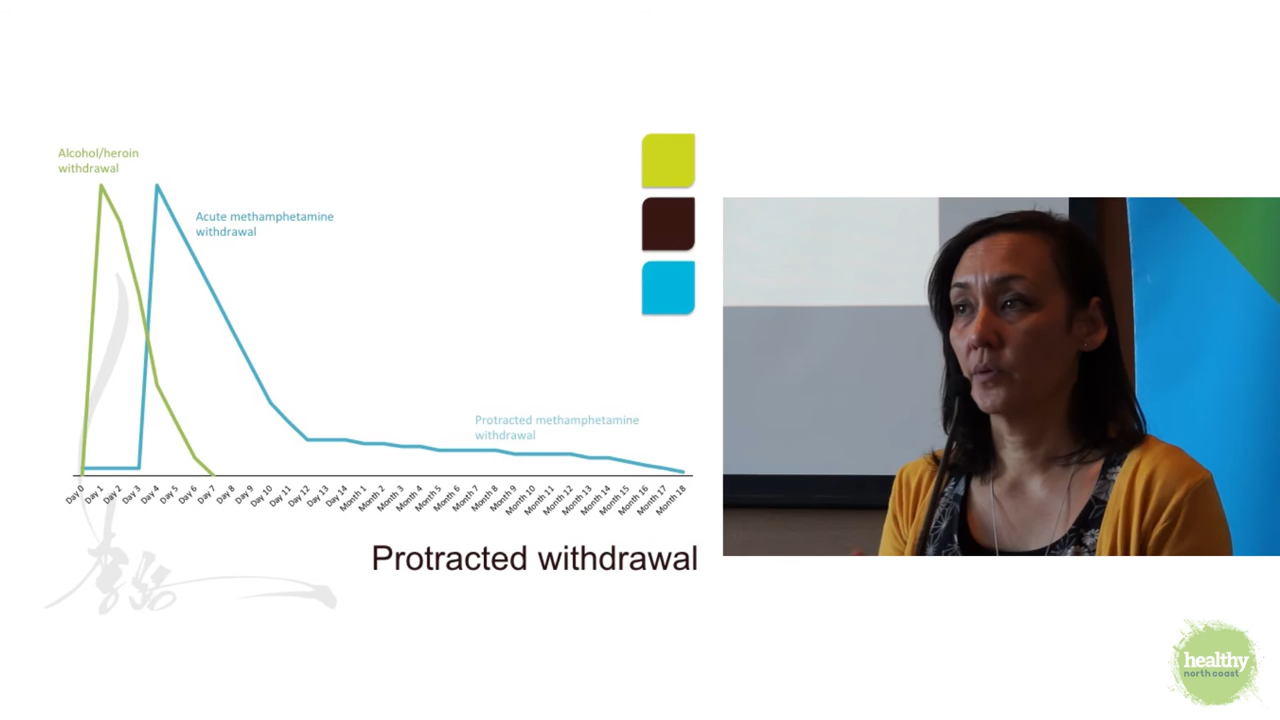 Alcohol/heroin
withdrawal
Acute methamphetamine
withdrawal
Protracted methamphetamine
withdrawal
Day 0
Day 1
Day 2
Day 3
Day 4
Day 5
Day 6
Day 7
Day 8
Day 9
Day 10
Day 11
Day 12
Day 13
Day 14
Month 1
Month 2
Month 3
Month 4
Month 5
Month 6
Month 7
Month 8
Month 9
Month 10
Month 11
Month 12
Month 13
Month 14
Month 15
Month 16
Month 17
Month 18
Protracted withdrawal
healthy
north coast